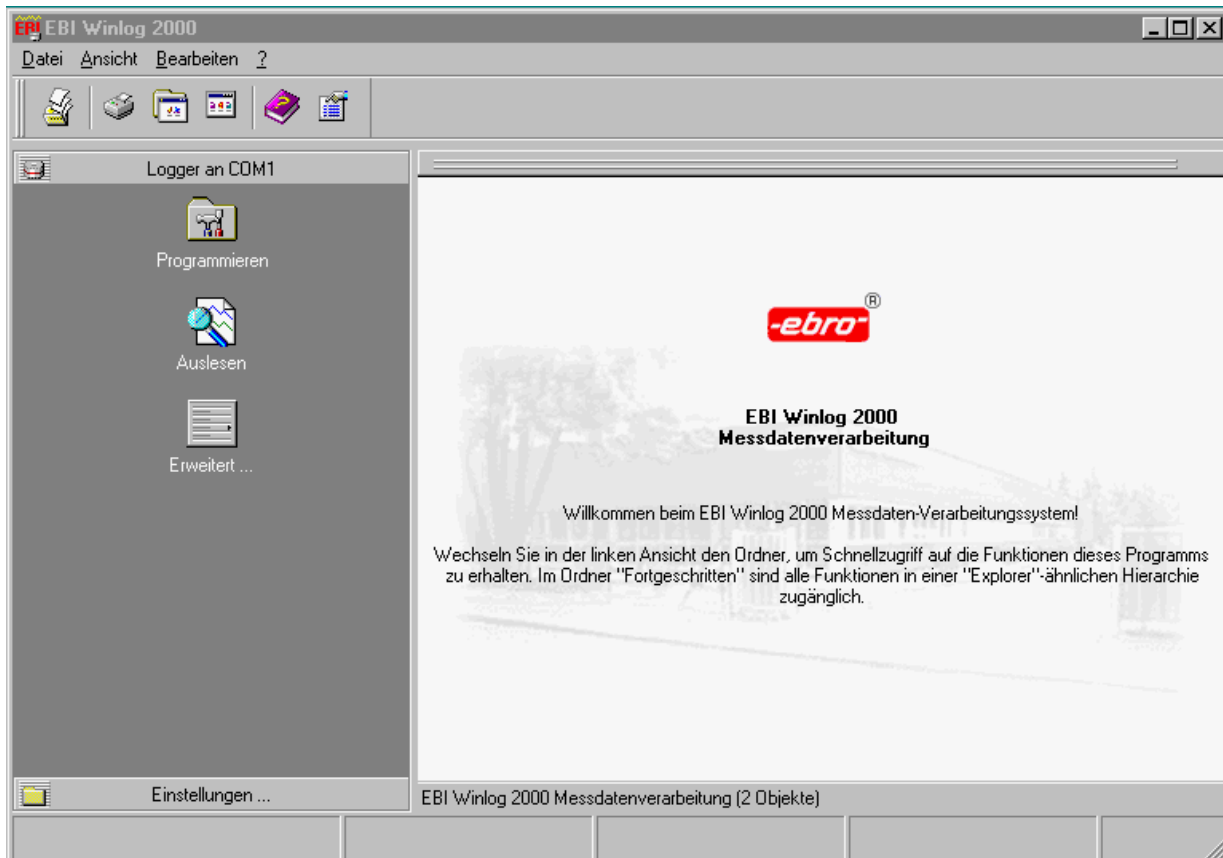 EBI EBI Winlog 2000
Datei Ansicht Bearbeiten ?
Logger an COM1
Programmieren
Auslesen
Erweitert ...
Einstellungen ...
-ebro- ®
EBI Winlog 2000
Messdatenverarbeitung
Willkommen beim EBI Winlog 2000 Messdaten-Verarbeitungssystem!
Wechseln Sie in der linken Ansicht den Ordner, um Schnellzugriff auf die Funktionen dieses Programms
zu erhalten. Im Ordner "Fortgeschritten" sind alle Funktionen in einer "Explorer"-ähnlichen Hierarchie
zugänglich.
EBI Winlog 2000 Messdatenverarbeitung (2 Objekte)